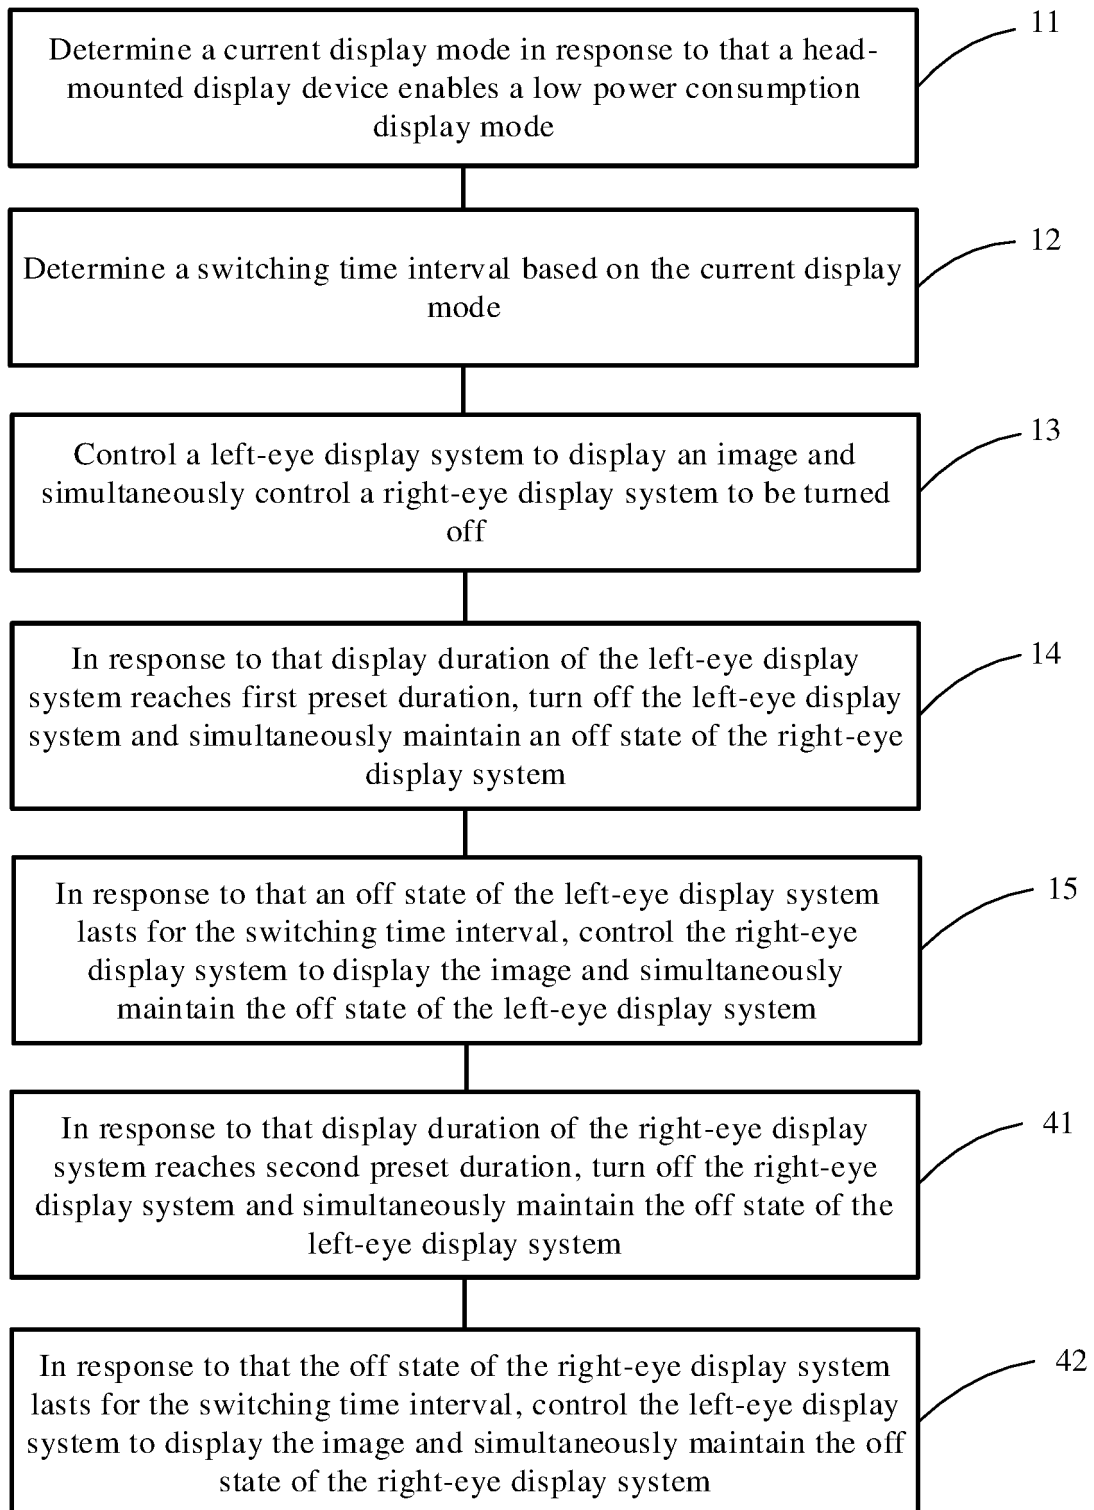 Determine a current display mode in response to that a head-
mounted display device enables a low power consumption
display mode
11
Determine a switching time interval based on the current display
mode
12
Control a left-eye display system to display an image and
simultaneously control a right-eye display system to be turned
off
13
In response to that display duration of the left-eye display
system reaches first preset duration, turn off the left-eye display
system and simultaneously maintain an off state of the right-eye
display system
14
In response to that an off state of the left-eye display system
lasts for the switching time interval, control the right-eye
display system to display the image and simultaneously
maintain the off state of the left-eye display system
15
In response to that display duration of the right-eye display
system reaches second preset duration, turn off the right-eye
display system and simultaneously maintain the off state of the
left-eye display system
41
In response to that the off state of the right-eye display system
lasts for the switching time interval, control the left-eye display
system to display the image and simultaneously maintain the off
state of the right-eye display system
42